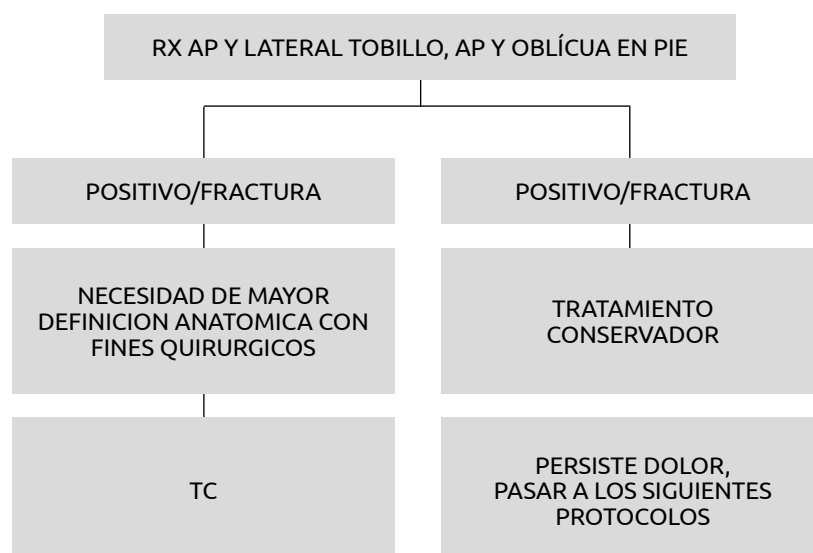 RX AP Y LATERAL TOBILLO, AP Y OBLÍCUA EN PIE
POSITIVO/FRACTURA
POSITIVO/FRACTURA
NECESIDAD DE MAYOR
DEFINICION ANATOMICA CON
FINES QUIRURGICOS
TRATAMIENTO
CONSERVADOR
TC
PERSISTE DOLOR,
PASAR A LOS SIGUIENTES
PROTOCOLOS